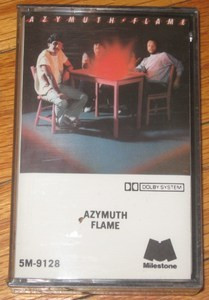 AZYMUTH FLAME
DOLBY SYSTEM
AZYMUTH
FLAME
5M-9128
Milestone